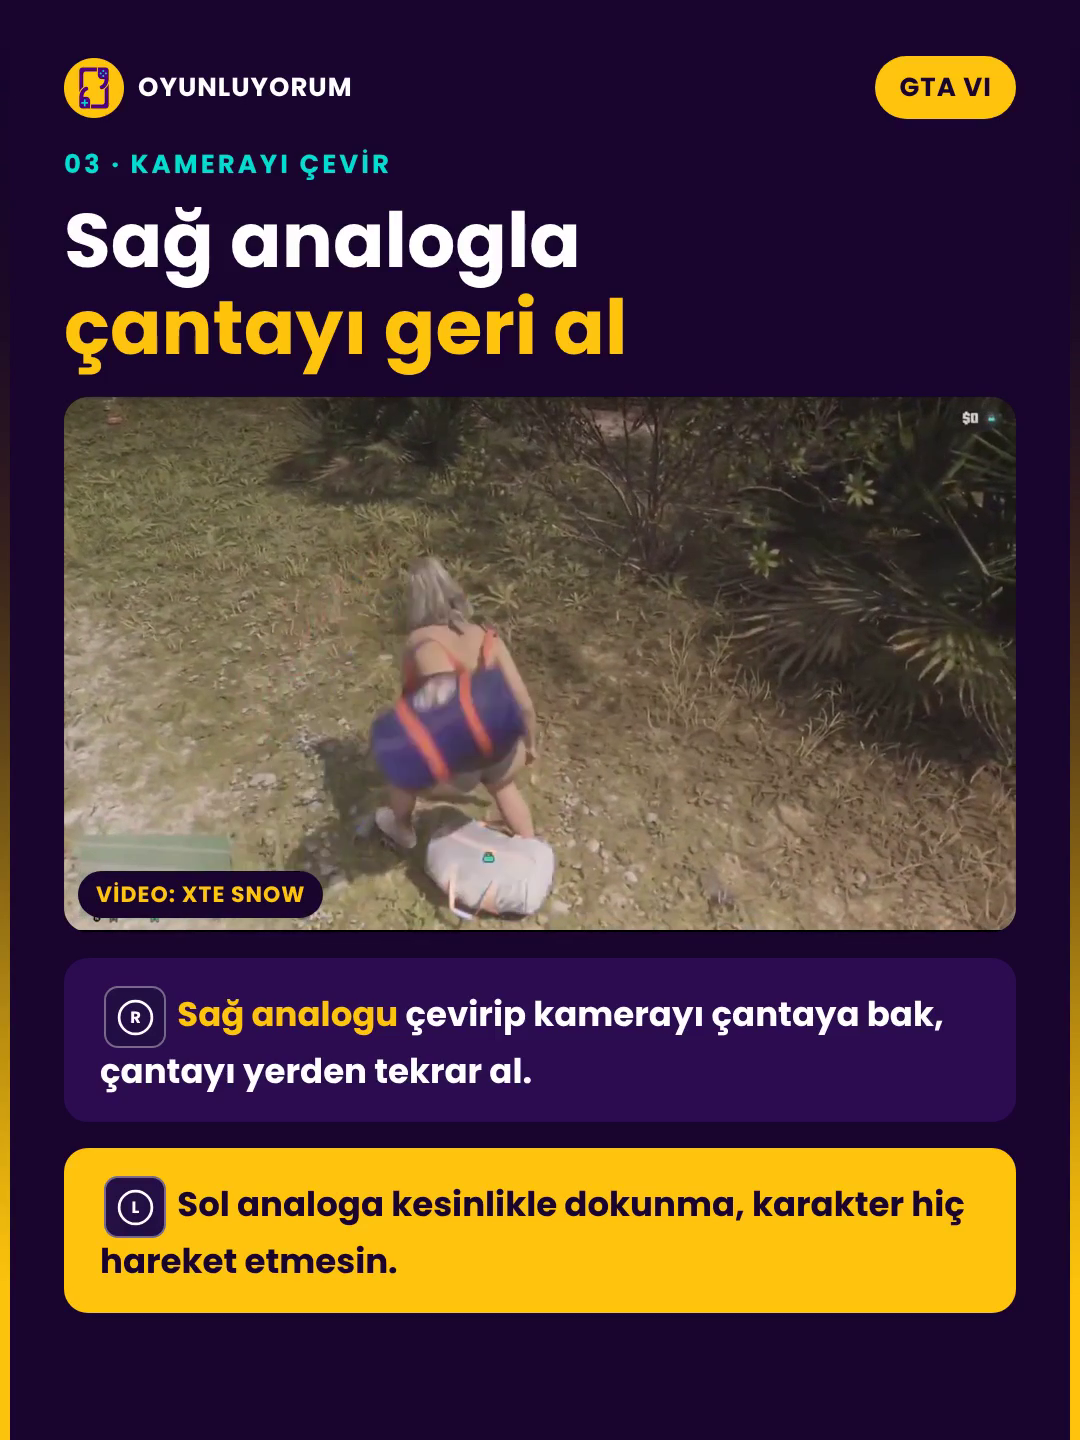 OYUNLUYORUM
GTA VI
03 · KAMERAYI ÇEVİR
Sağ analogla
çantayı geri al
$0
VİDEO: XTE SNOW
R Sağ analogu çevirip kamerayı çantaya bak,
çantayı yerden tekrar al.
L Sol analoga kesinlikle dokunma, karakter hiç
hareket etmesin.